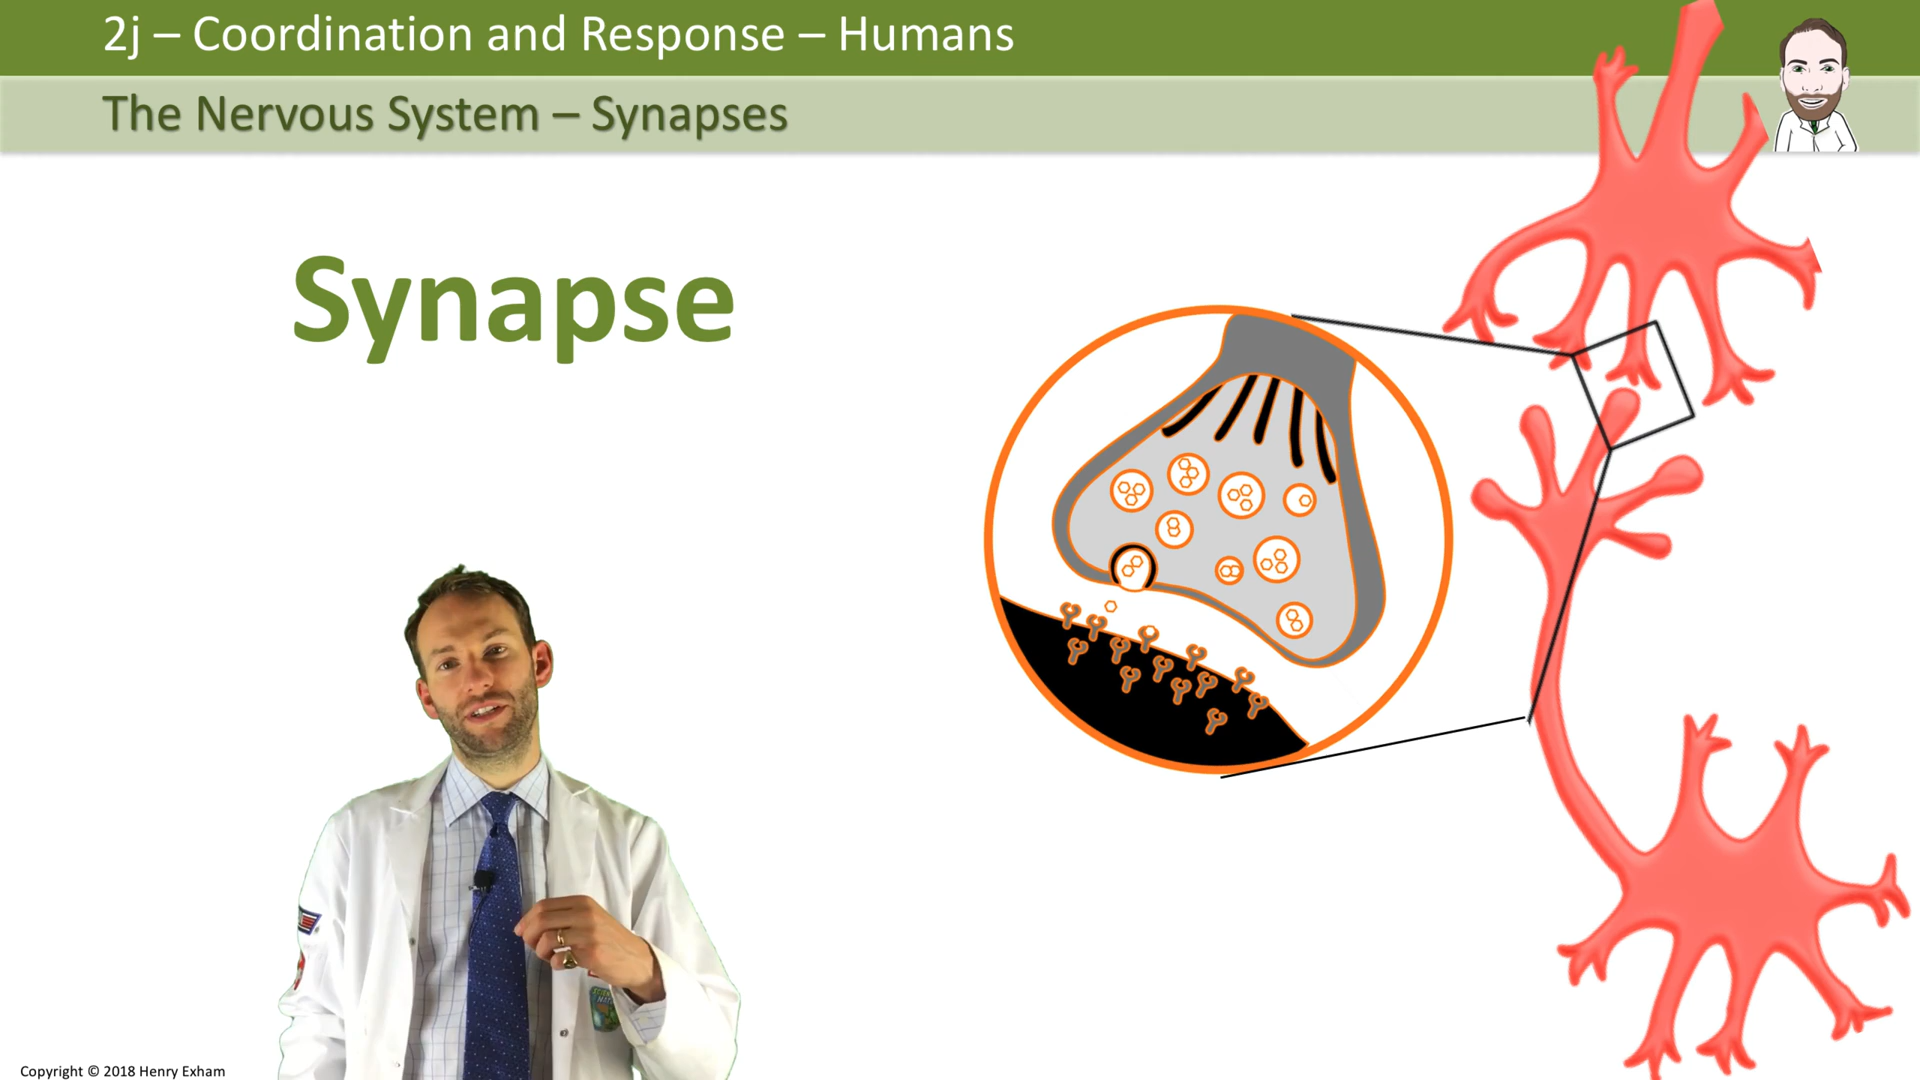 2j – Coordination and Response – Humans
The Nervous System – Synapses
Synapse
Copyright © 2018 Henry Exham